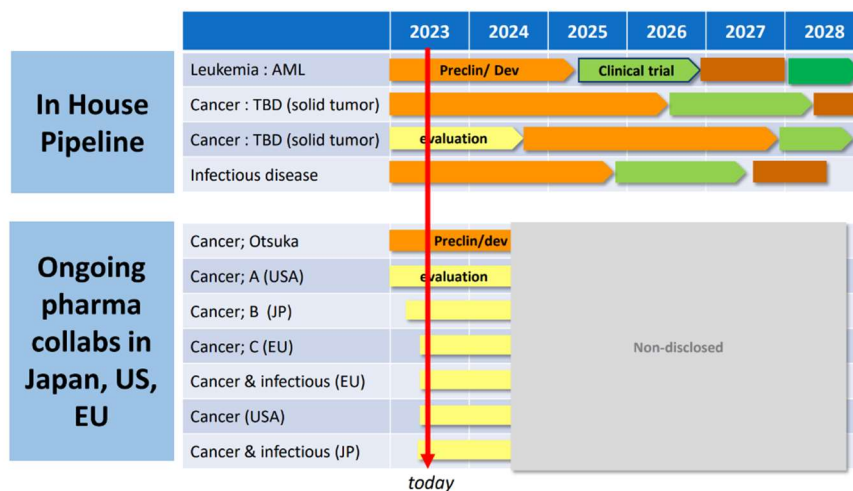 2023 2024 2025 2026 2027 2028
In House
Pipeline
Leukemia : AML
Preclin/ Dev
Clinical trial
Cancer : TBD (solid tumor)
Cancer : TBD (solid tumor)
evaluation
Infectious disease
Ongoing
pharma
collabs in
Japan, US,
EU
Cancer; Otsuka
Preclin/dev
Cancer; A (USA)
evaluation
Cancer; B (JP)
Cancer; C (EU)
Cancer & infectious (EU)
Cancer (USA)
Cancer & infectious (JP)
Non-disclosed
today